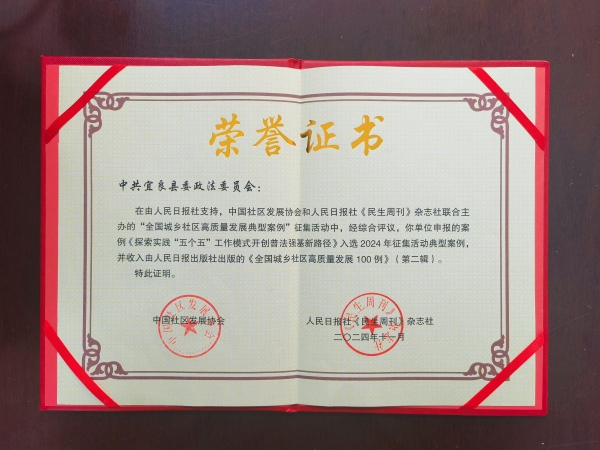 荣誉证书
中共宜良县委政法委员会：
在由人民日报社支持，中国社区发展协会和人民日报社《民生周刊》杂志社联合主
办的“全国城乡社区高质量发展典型案例”征集活动中，经综合评议，你单位申报的案
例《探索实践“五个五”工作模式开创普法强基新路径》入选2024年征集活动典型案例，
并收入由人民日报出版社出版的《全国城乡社区高质量发展100例》（第二辑）。
特此证明。
中国社区发展协会
人民日报社《民生周刊》杂志社
二〇二四年十一月